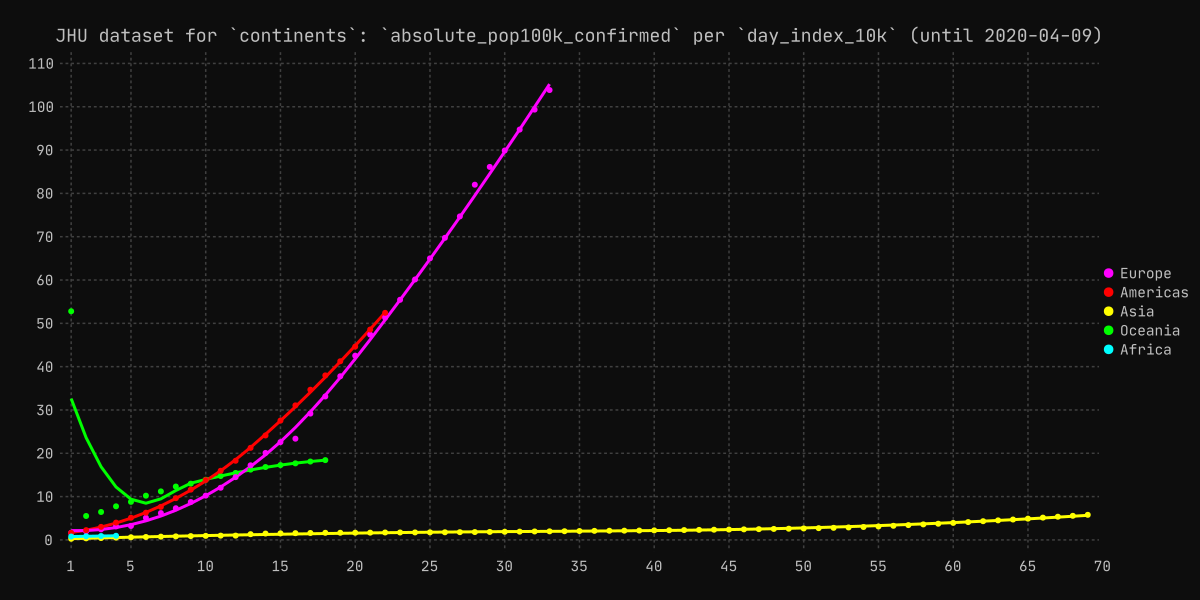 JHU dataset for `continents`: `absolute_pop100k_confirmed` per `day_index_10k` (until 2020-04-09)
110
100
90
80
70
60
50
40
30
20
10
0
1 5 10 15 20 25 30 35 40 45 50 55 60 65 70
Europe
Americas
Asia
Oceania
Africa